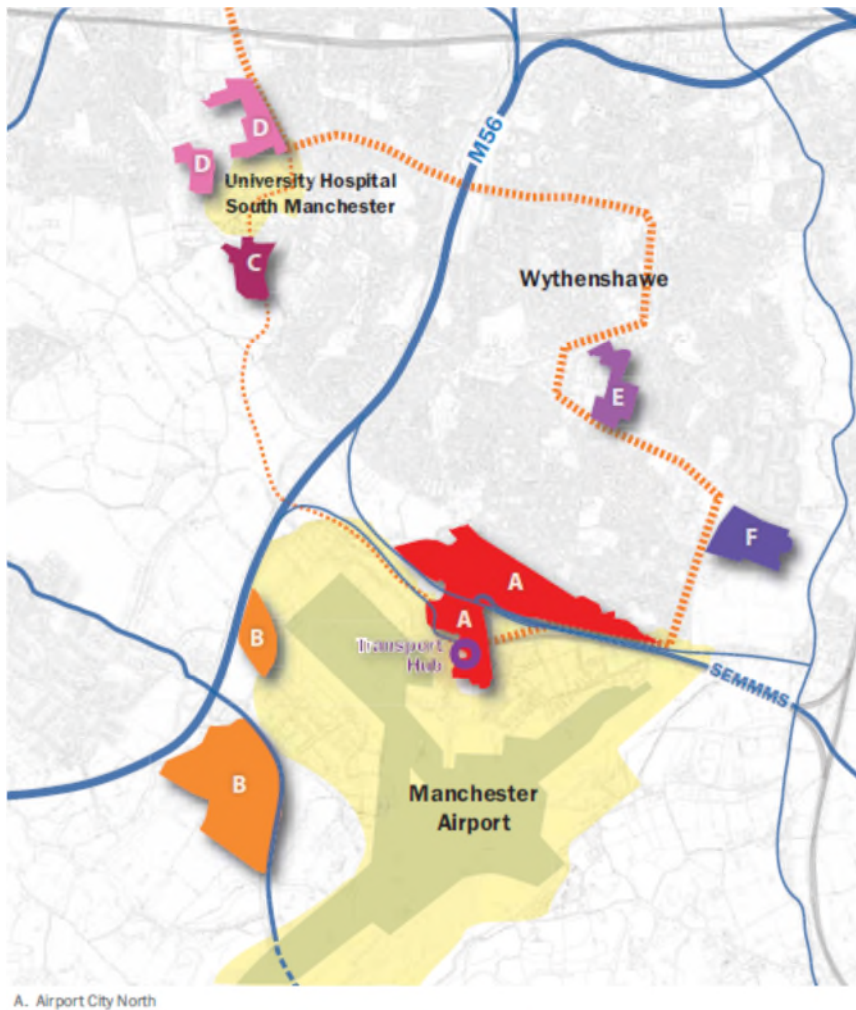 D
D
University Hospital
South Manchester
M56
C
Wythenshawe
E
F
A
A
B
Transport
Hub
SEMMMS
B
Manchester
Airport
A. Airport City North